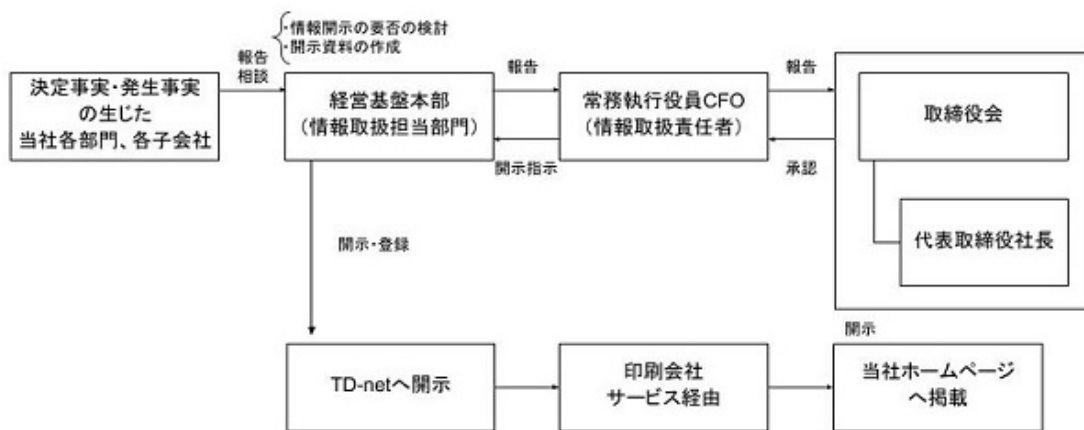 ・情報開示の要否の検討
・開示資料の作成
報告
相談
決定事実・発生事実
の生じた
当社各部門、各子会社
経営基盤本部
(情報取扱担当部門)
報告
開示指示
常務執行役員CFO
(情報取扱責任者)
報告
承認
取締役会
代表取締役社長
開示・登録
TD-netへ開示
印刷会社
サービス経由
開示
当社ホームページ
へ掲載